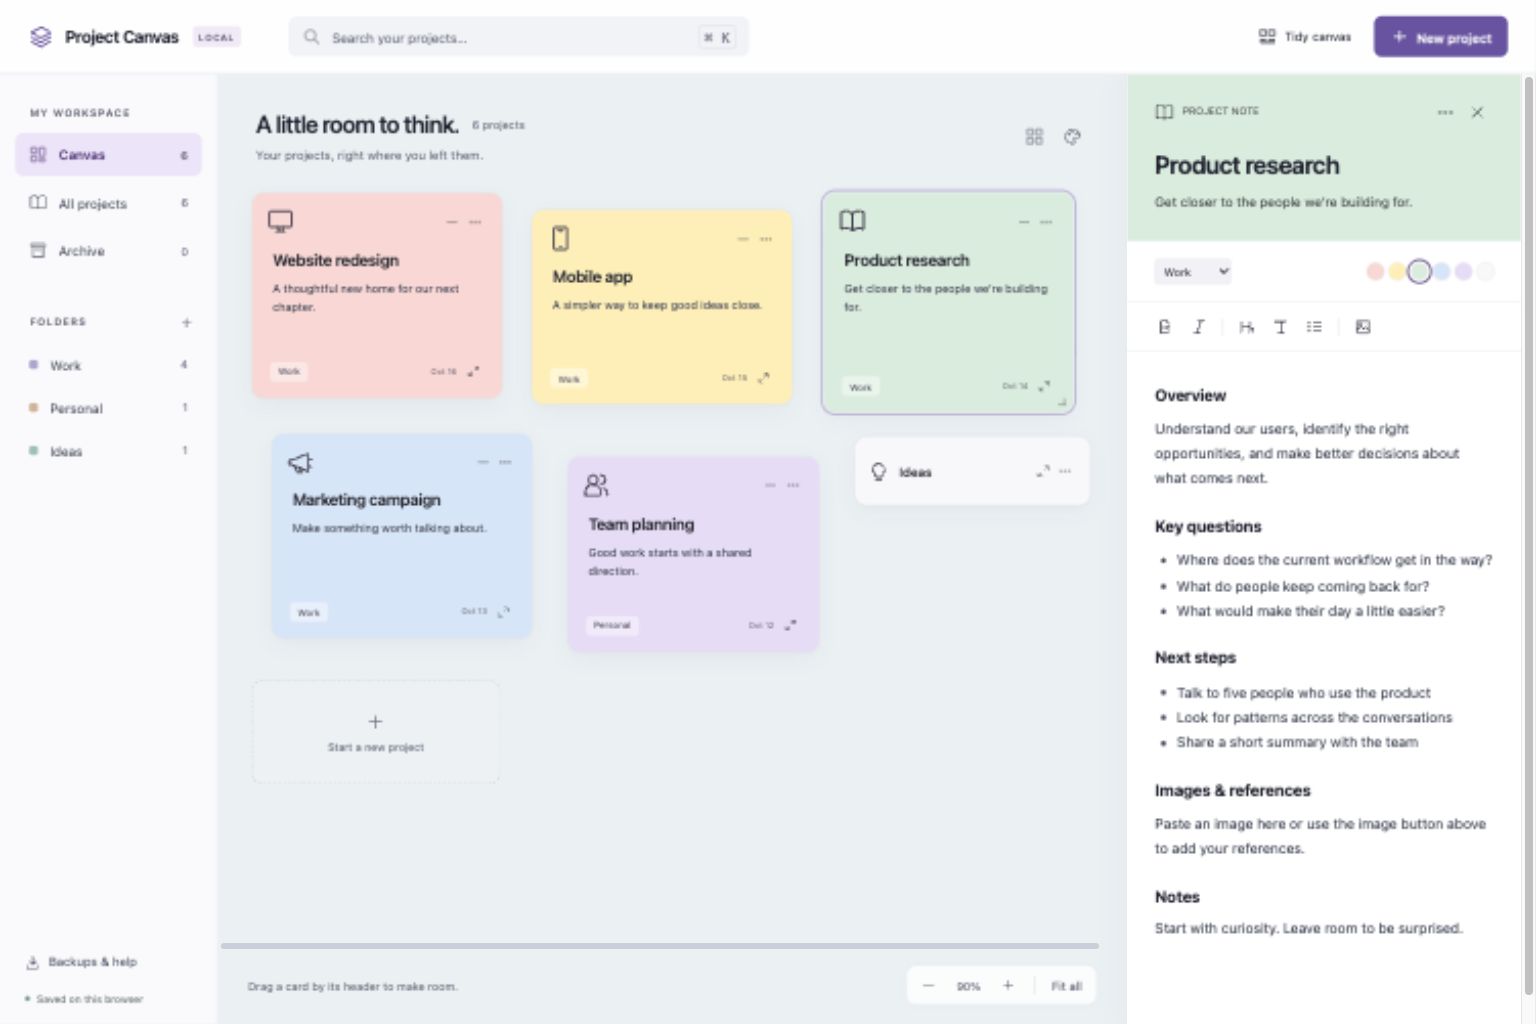 Project Canvas LOCAL
Search your projects...
⌘ K
Tidy canvas
+ New project
MY WORKSPACE
Canvas 6
All projects 6
Archive 0
FOLDERS +
Work 4
Personal 1
Ideas 1
Backups & help
Saved on this browser
A little room to think. 6 projects
Your projects, right where you left them.
Website redesign
A thoughtful new home for our next
chapter.
Work Oct 16
Mobile app
A simpler way to keep good ideas close.
Work Oct 15
Product research
Get closer to the people we're building
for.
Work Oct 14
Marketing campaign
Make something worth talking about.
Work Oct 13
Team planning
Good work starts with a shared
direction.
Personal Oct 12
Ideas
+
Start a new project
Drag a card by its header to make room.
− 90% + Fit all
PROJECT NOTE
Product research
Get closer to the people we're building for.
Work
B I H T
Overview
Understand our users, identify the right
opportunities, and make better decisions about
what comes next.
Key questions
• Where does the current workflow get in the way?
• What do people keep coming back for?
• What would make their day a little easier?
Next steps
• Talk to five people who use the product
• Look for patterns across the conversations
• Share a short summary with the team
Images & references
Paste an image here or use the image button above
to add your references.
Notes
Start with curiosity. Leave room to be surprised.